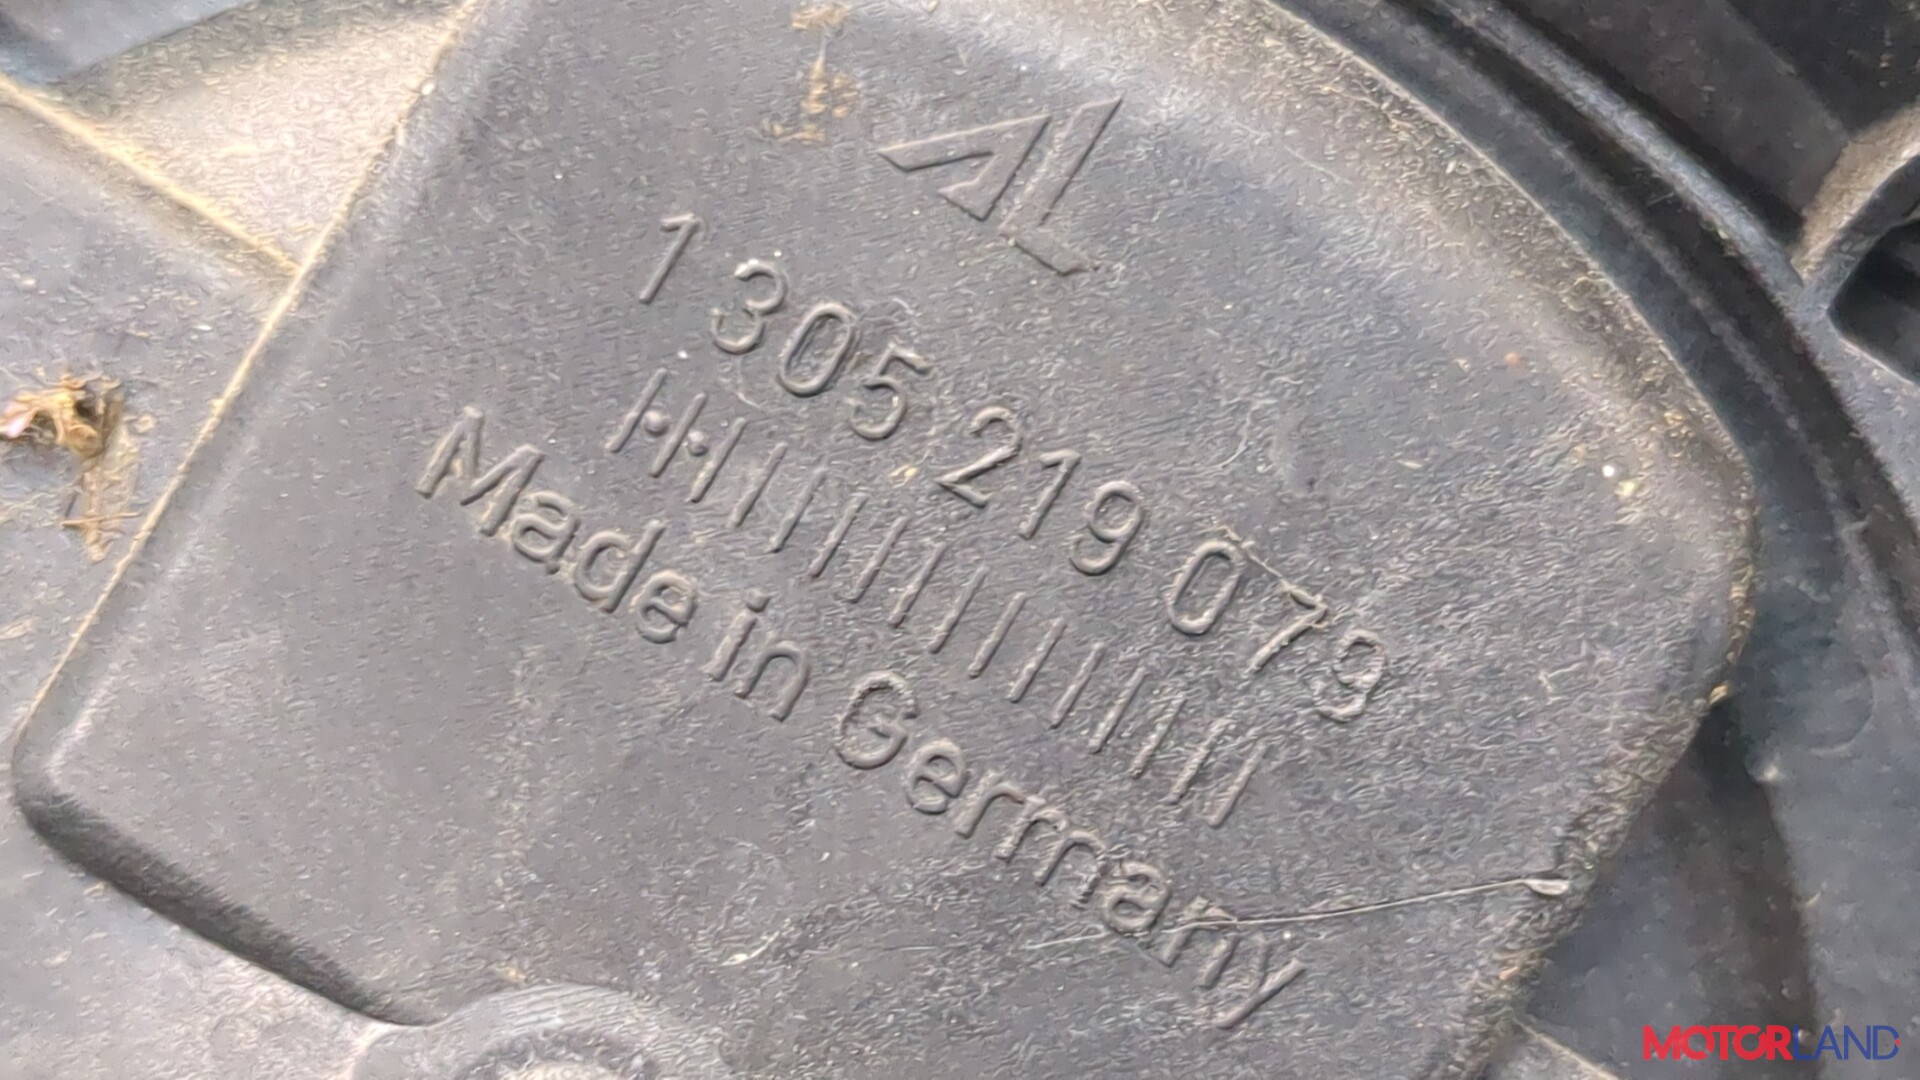 AL
1 305 219 079
Made in Germany
MOTORLAND